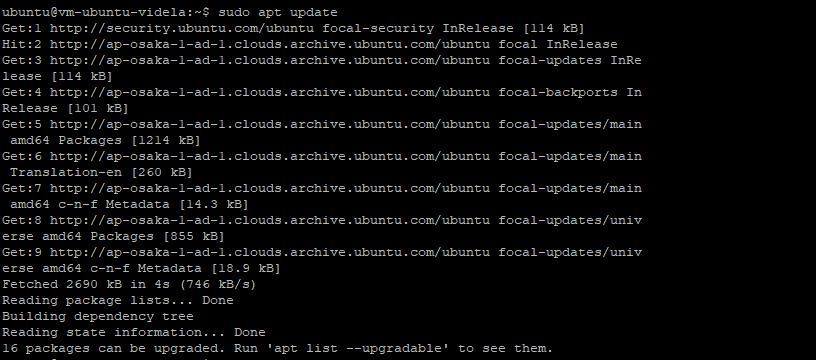 ubuntu@vm-ubuntu-videla:~$ sudo apt update
Get:1 http://security.ubuntu.com/ubuntu focal-security InRelease [114 kB]
Hit:2 http://ap-osaka-1-ad-1.clouds.archive.ubuntu.com/ubuntu focal InRelease
Get:3 http://ap-osaka-1-ad-1.clouds.archive.ubuntu.com/ubuntu focal-updates InRe
lease [114 kB]
Get:4 http://ap-osaka-1-ad-1.clouds.archive.ubuntu.com/ubuntu focal-backports In
Release [101 kB]
Get:5 http://ap-osaka-1-ad-1.clouds.archive.ubuntu.com/ubuntu focal-updates/main
 amd64 Packages [1214 kB]
Get:6 http://ap-osaka-1-ad-1.clouds.archive.ubuntu.com/ubuntu focal-updates/main
 Translation-en [260 kB]
Get:7 http://ap-osaka-1-ad-1.clouds.archive.ubuntu.com/ubuntu focal-updates/main
 amd64 c-n-f Metadata [14.3 kB]
Get:8 http://ap-osaka-1-ad-1.clouds.archive.ubuntu.com/ubuntu focal-updates/univ
erse amd64 Packages [855 kB]
Get:9 http://ap-osaka-1-ad-1.clouds.archive.ubuntu.com/ubuntu focal-updates/univ
erse amd64 c-n-f Metadata [18.9 kB]
Fetched 2690 kB in 4s (746 kB/s)
Reading package lists... Done
Building dependency tree
Reading state information... Done
16 packages can be upgraded. Run 'apt list --upgradable' to see them.